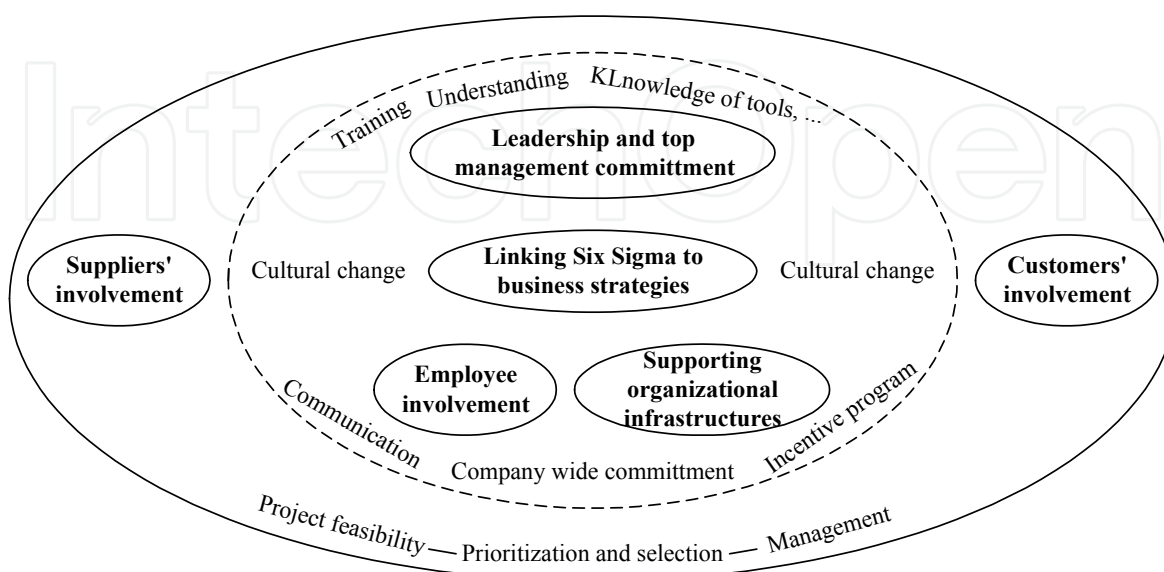 IntechOpen
Training Understanding KLnowledge of tools, ...
Leadership and top
management committment
Suppliers'
involvement
Cultural change
Linking Six Sigma to
business strategies
Cultural change
Customers'
involvement
Employee
involvement
Supporting
organizational
infrastructures
Communication
Company wide committment
Incentive program
Project feasibility — Prioritization and selection — Management